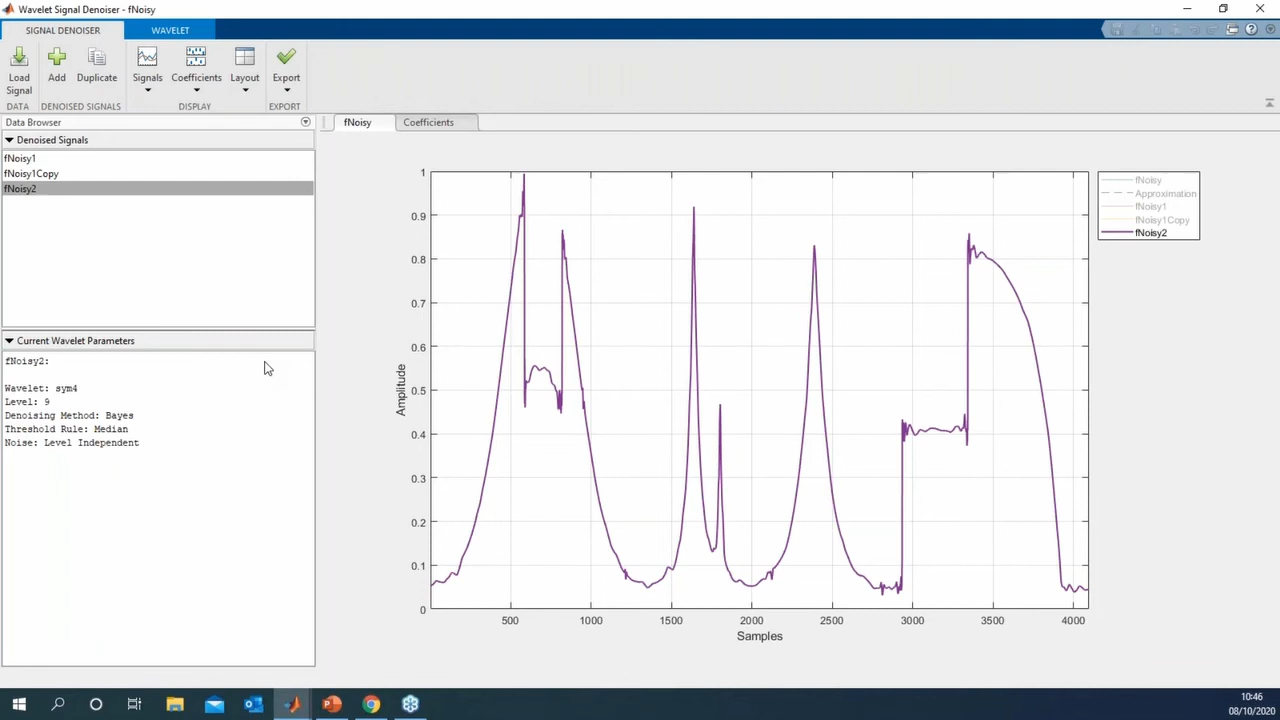 Wavelet Signal Denoiser - fNoisy
SIGNAL DENOISER
WAVELET
Load Signal
Add
Duplicate
Signals
Coefficients
Layout
Export
DATA
DENOISED SIGNALS
DISPLAY
EXPORT
Data Browser
Denoised Signals
fNoisy1
fNoisy1Copy
fNoisy2
Current Wavelet Parameters
fNoisy2:
Wavelet: sym4
Level: 9
Denoising Method: Bayes
Threshold Rule: Median
Noise: Level Independent
fNoisy
Coefficients
1
0.9
0.8
0.7
0.6
0.5
0.4
0.3
0.2
0.1
0
Amplitude
500
1000
1500
2000
2500
3000
3500
4000
Samples
fNoisy
Approximation
fNoisy1
fNoisy1Copy
fNoisy2
10:46
08/10/2020